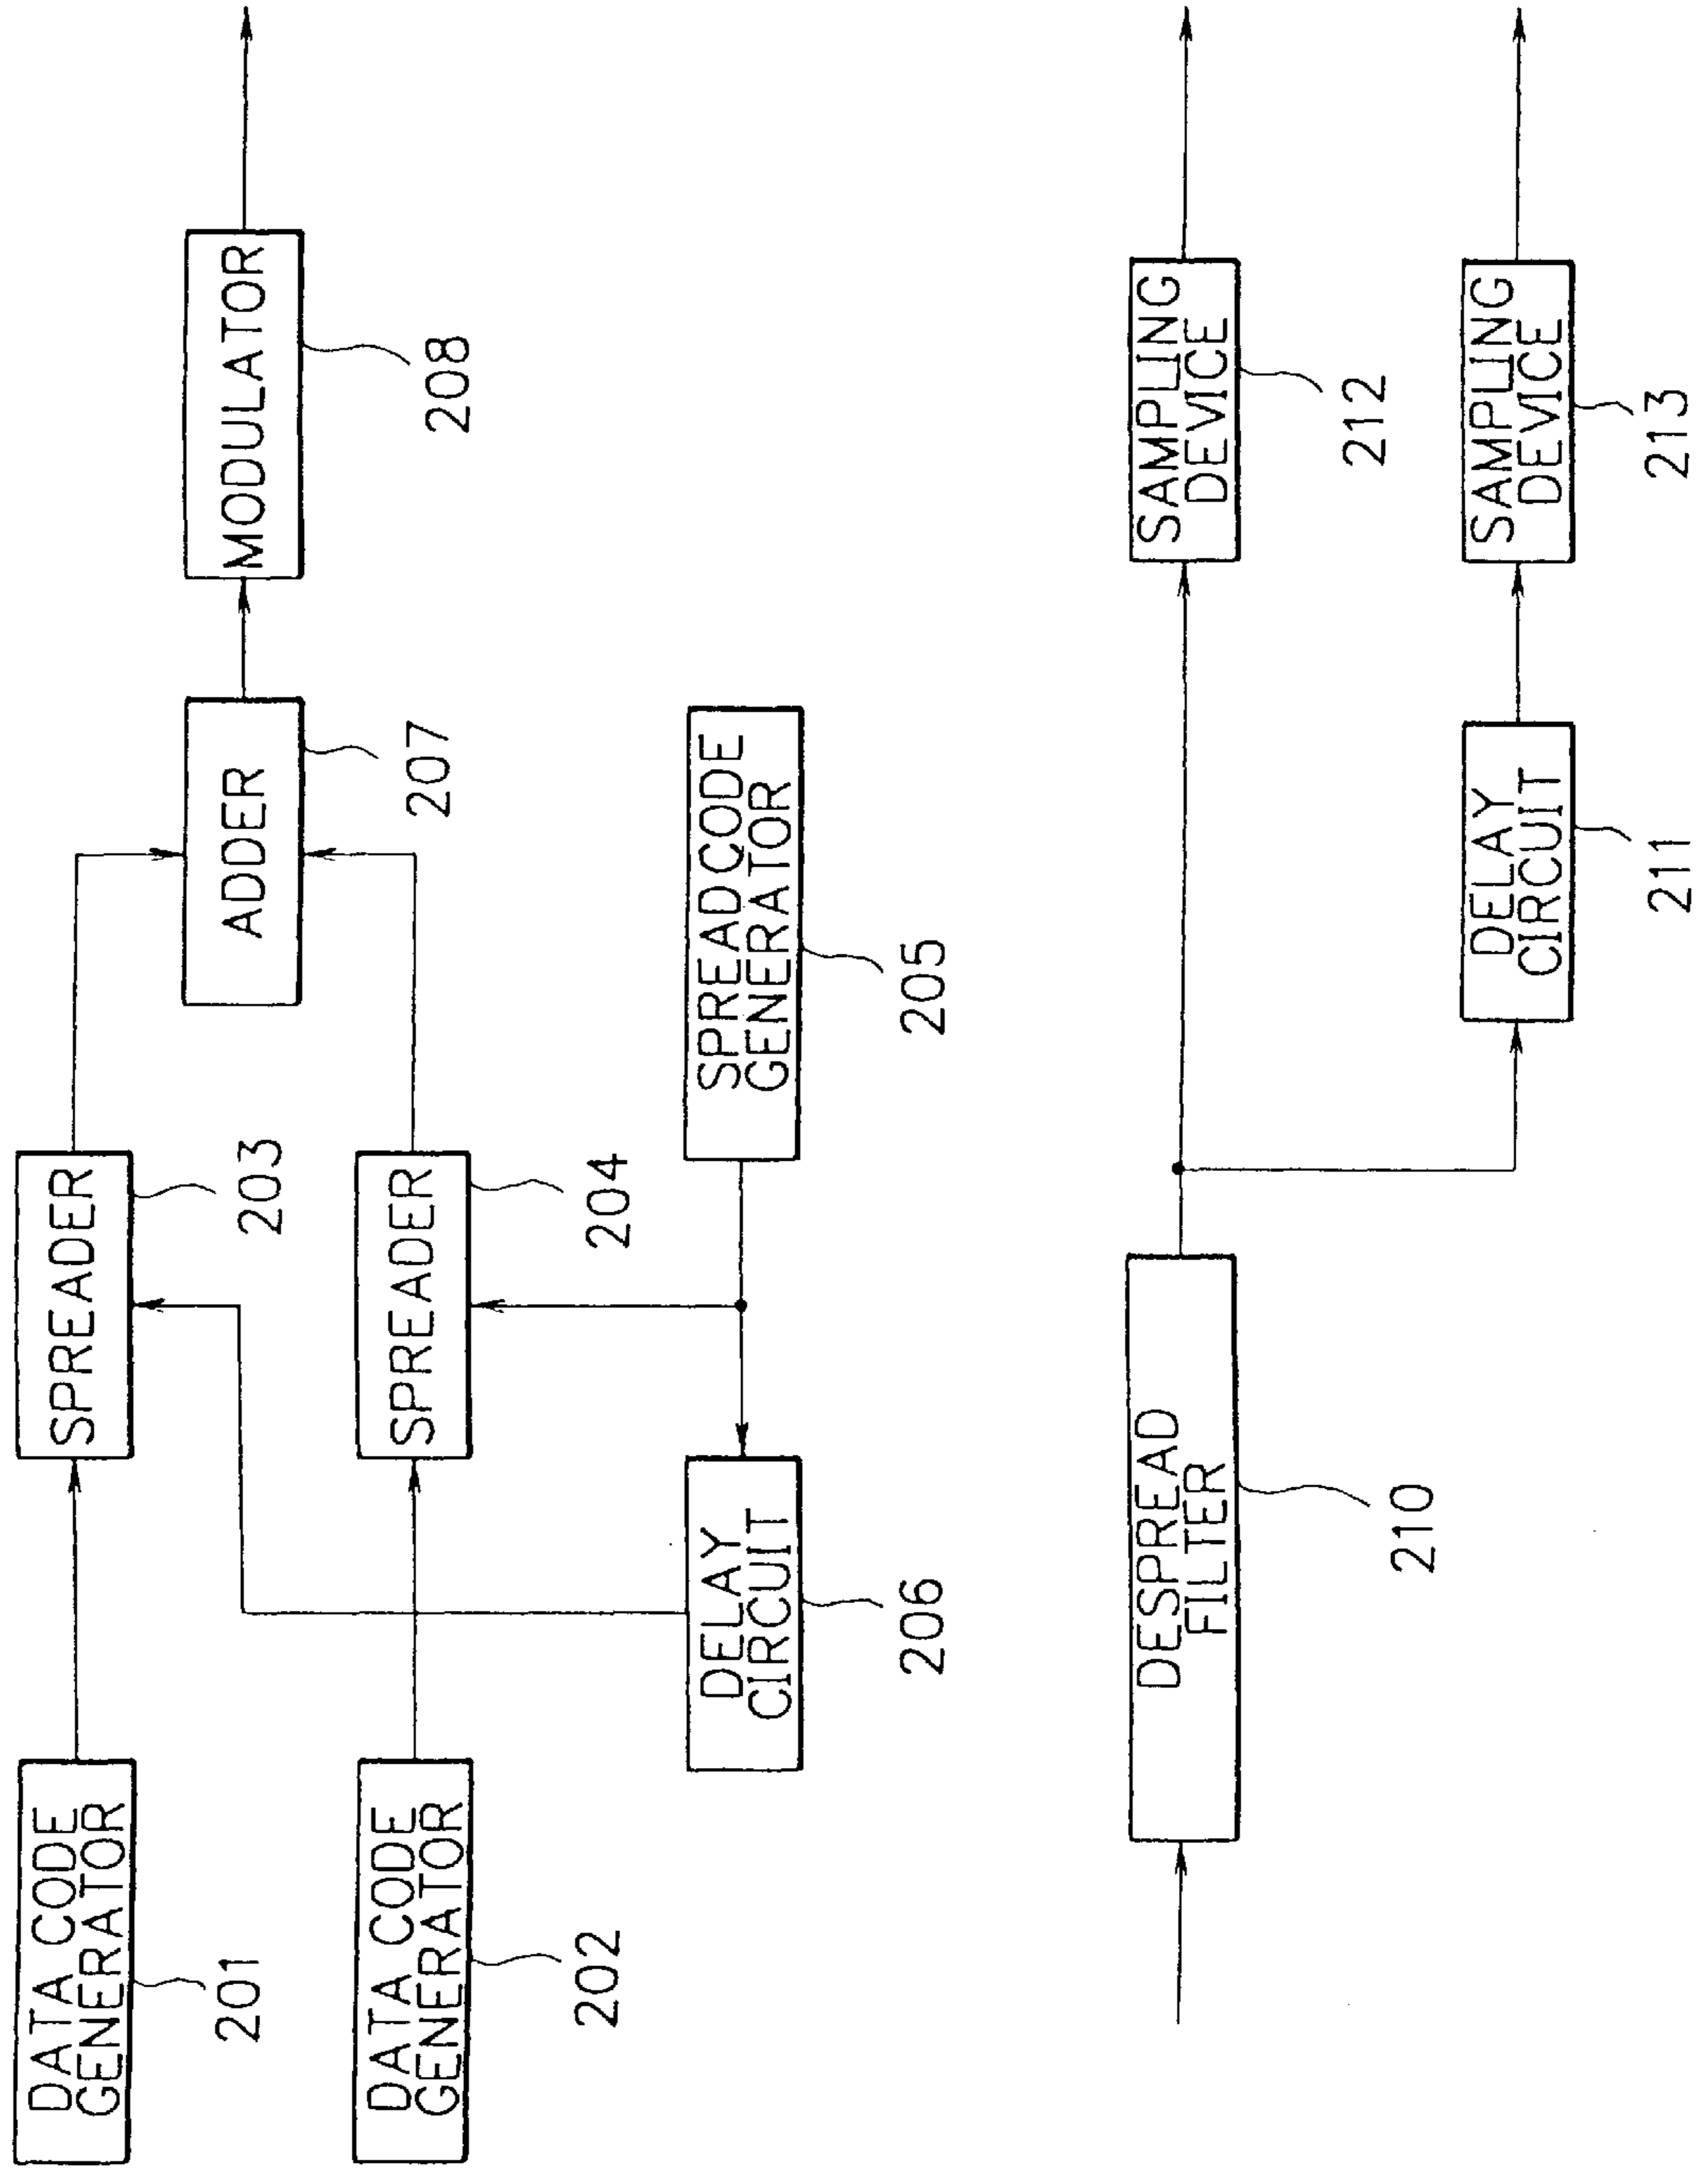 DATA CODE
GENERATOR
201
SPREADER
203
ADDER
207
MODULATOR
208
DATA CODE
GENERATOR
202
SPREADER
204
DELAY
CIRCUIT
206
SPREAD CODE
GENERATOR
205
DESPREAD
FILTER
210
SAMPLING
DEVICE
212
DELAY
CIRCUIT
211
SAMPLING
DEVICE
213